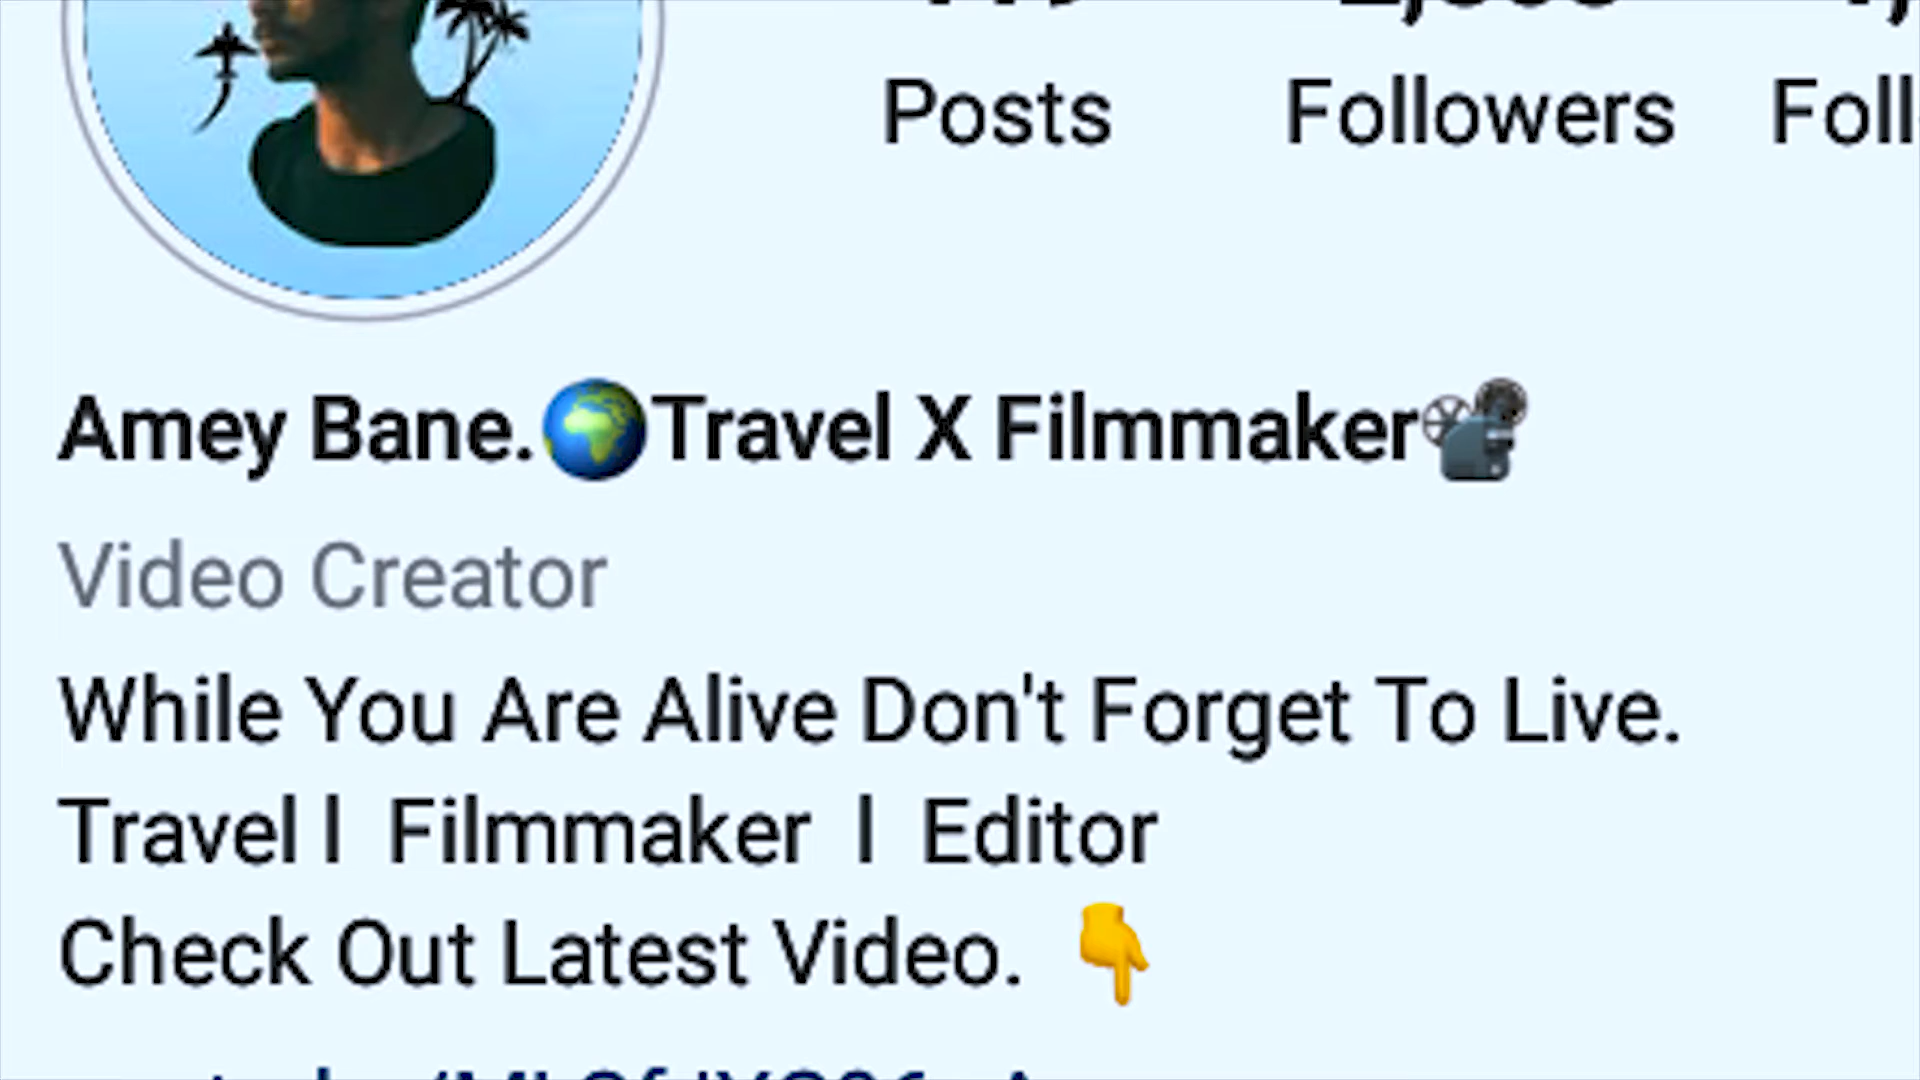 Posts Followers Foll
Amey Bane.🌍Travel X Filmmaker📽
Video Creator
While You Are Alive Don't Forget To Live.
Travel l Filmmaker l Editor
Check Out Latest Video. 👇